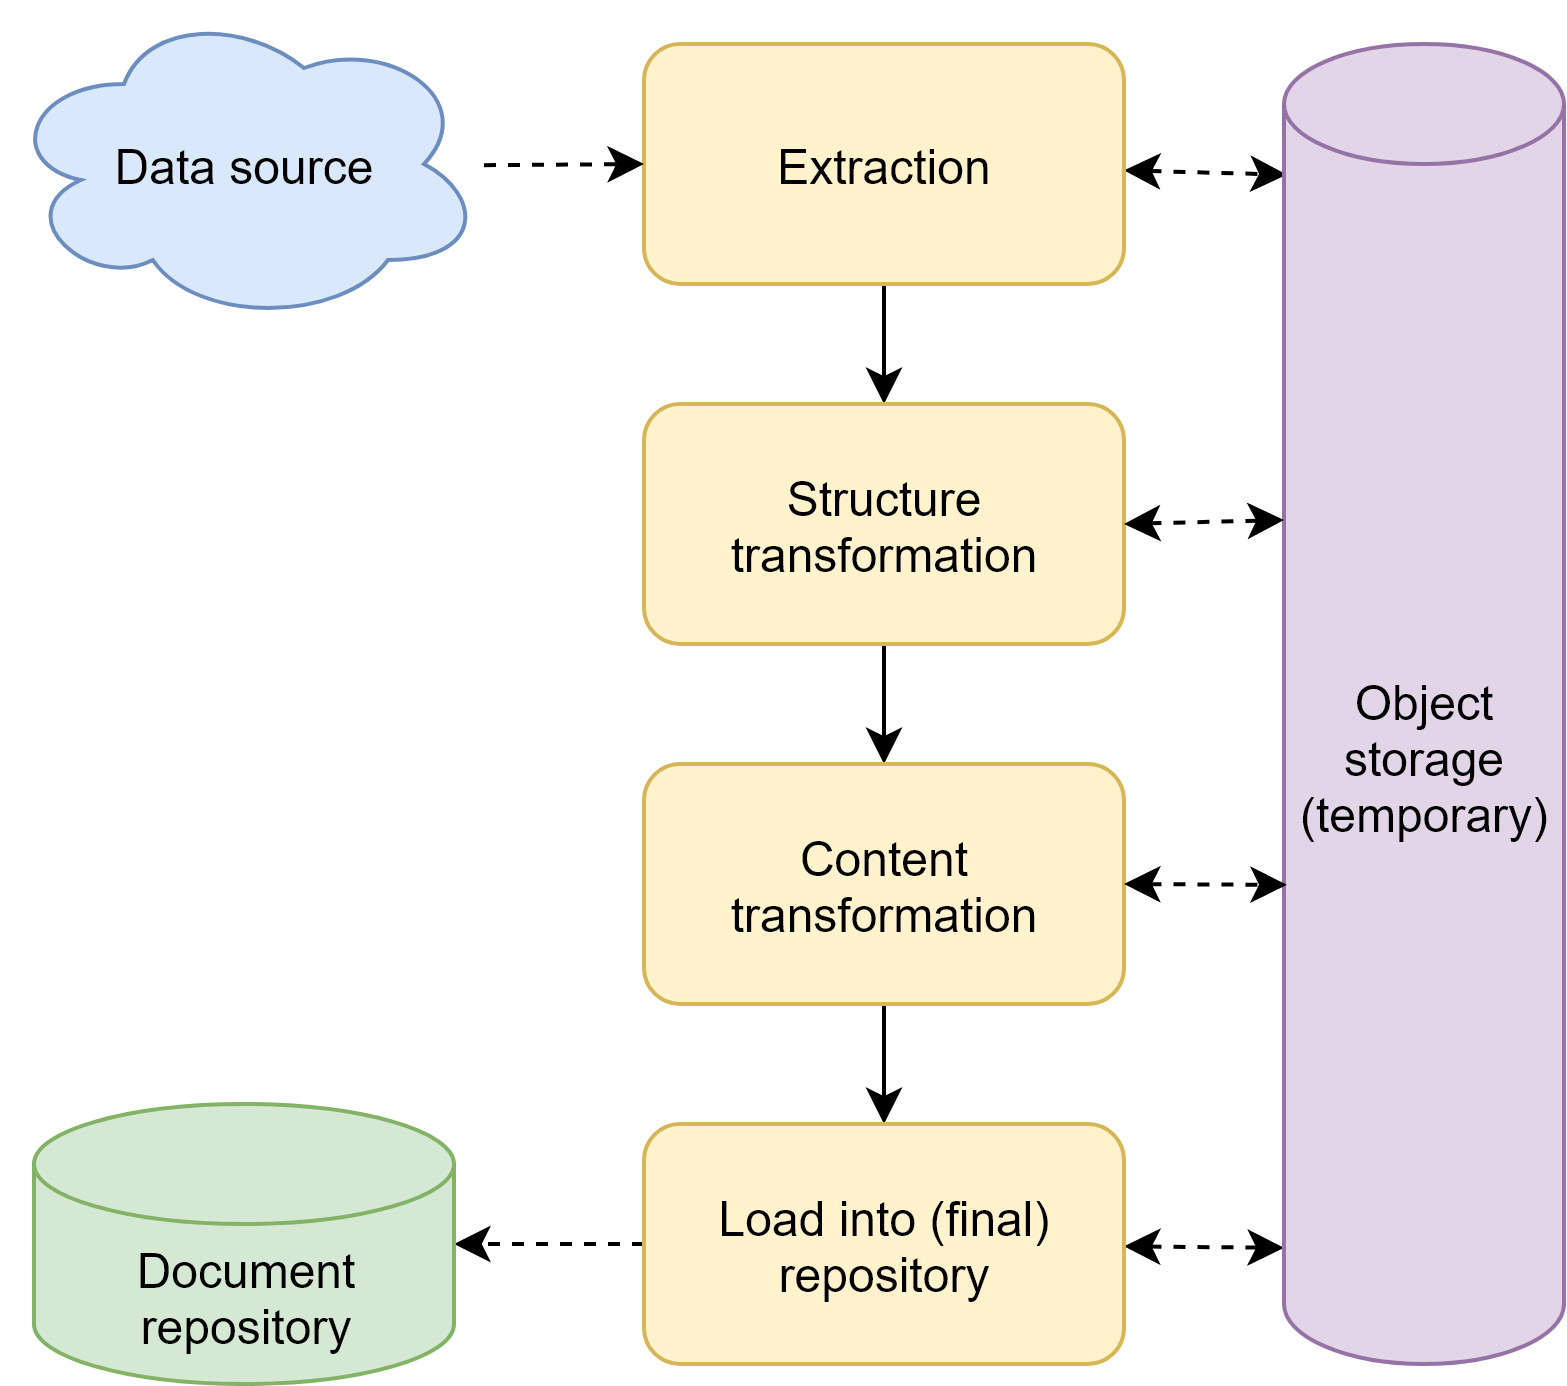 Data source
Extraction
Structure
transformation
Object
storage
(temporary)
Content
transformation
Load into (final)
repository
Document
repository